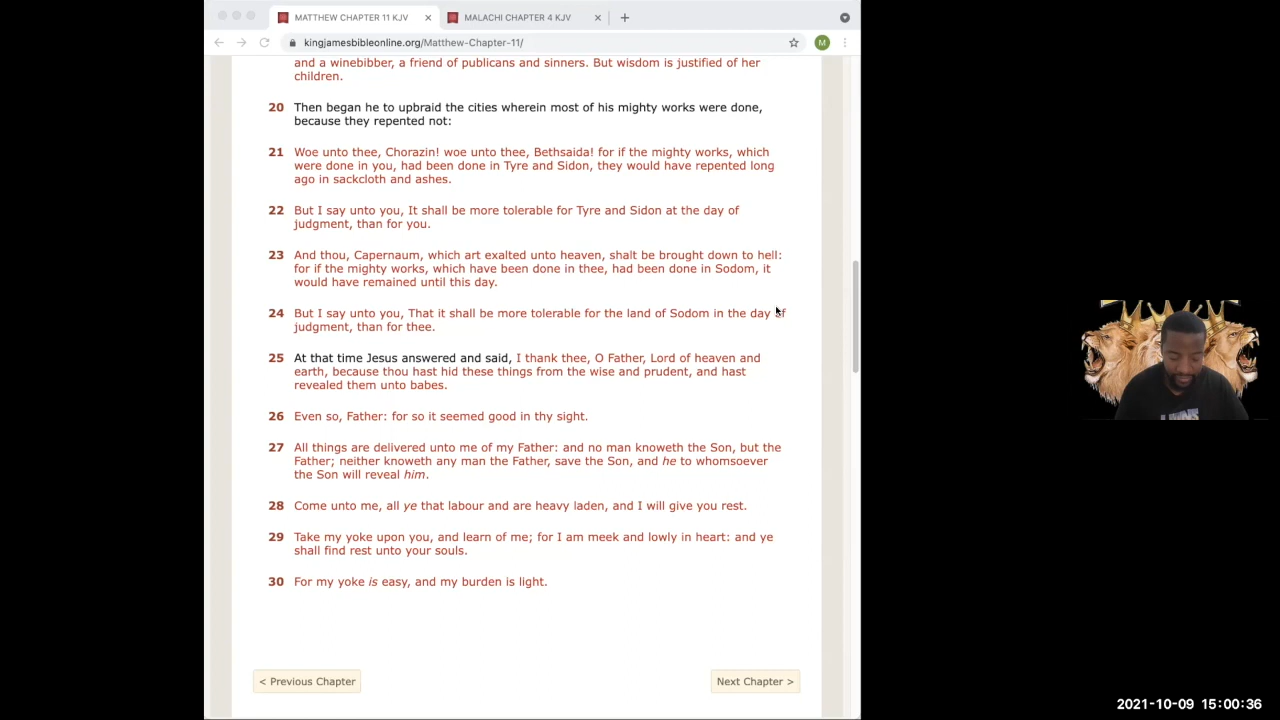 MATTHEW CHAPTER 11 KJV
MALACHI CHAPTER 4 KJV
kingjamesbibleonline.org/Matthew-Chapter-11/
M
and a winebibber, a friend of publicans and sinners. But wisdom is justified of her
children.
20 Then began he to upbraid the cities wherein most of his mighty works were done,
because they repented not:
21 Woe unto thee, Chorazin! woe unto thee, Bethsaida! for if the mighty works, which
were done in you, had been done in Tyre and Sidon, they would have repented long
ago in sackcloth and ashes.
22 But I say unto you, It shall be more tolerable for Tyre and Sidon at the day of
judgment, than for you.
23 And thou, Capernaum, which art exalted unto heaven, shalt be brought down to hell:
for if the mighty works, which have been done in thee, had been done in Sodom, it
would have remained until this day.
24 But I say unto you, That it shall be more tolerable for the land of Sodom in the day of
judgment, than for thee.
25 At that time Jesus answered and said, I thank thee, O Father, Lord of heaven and
earth, because thou hast hid these things from the wise and prudent, and hast
revealed them unto babes.
26 Even so, Father: for so it seemed good in thy sight.
27 All things are delivered unto me of my Father: and no man knoweth the Son, but the
Father; neither knoweth any man the Father, save the Son, and he to whomsoever
the Son will reveal him.
28 Come unto me, all ye that labour and are heavy laden, and I will give you rest.
29 Take my yoke upon you, and learn of me; for I am meek and lowly in heart: and ye
shall find rest unto your souls.
30 For my yoke is easy, and my burden is light.
< Previous Chapter
Next Chapter >
2021-10-09 15:00:36